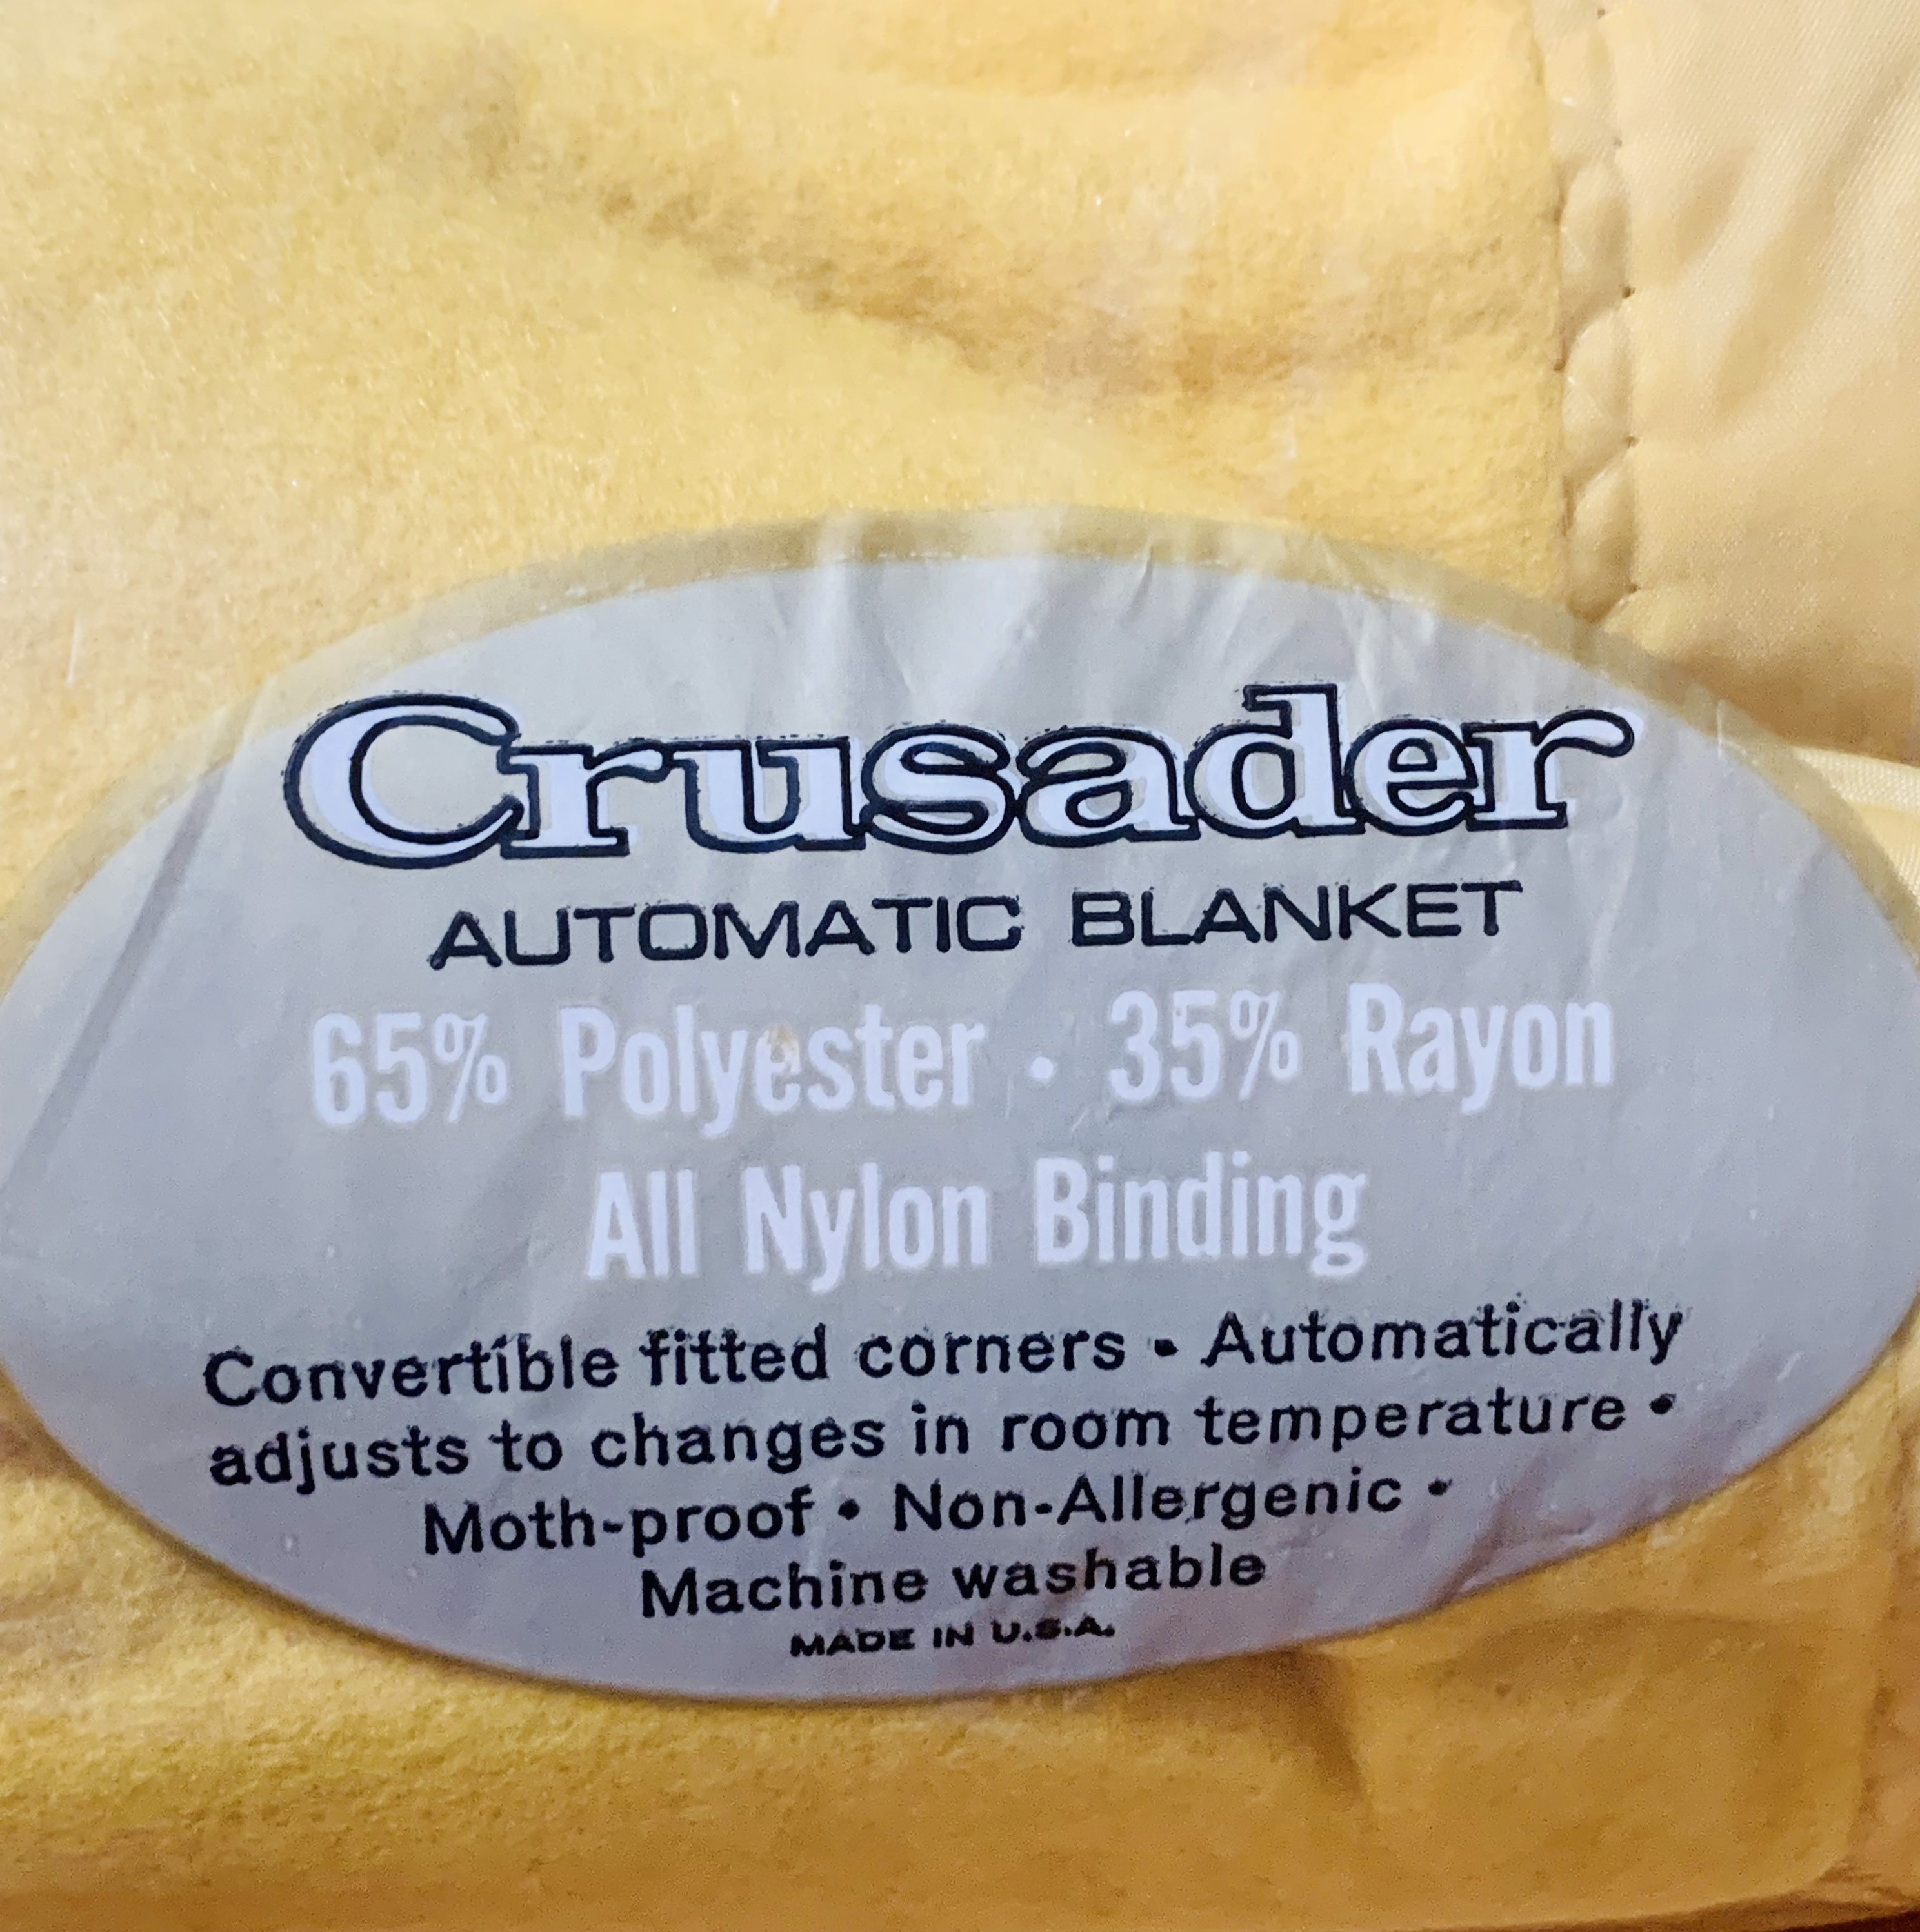 Crusader
AUTOMATIC BLANKET
65% Polyester • 35% Rayon
All Nylon Binding
Convertible fitted corners • Automatically
adjusts to changes in room temperature •
Moth-proof • Non-Allergenic •
Machine washable
MADE IN U.S.A.